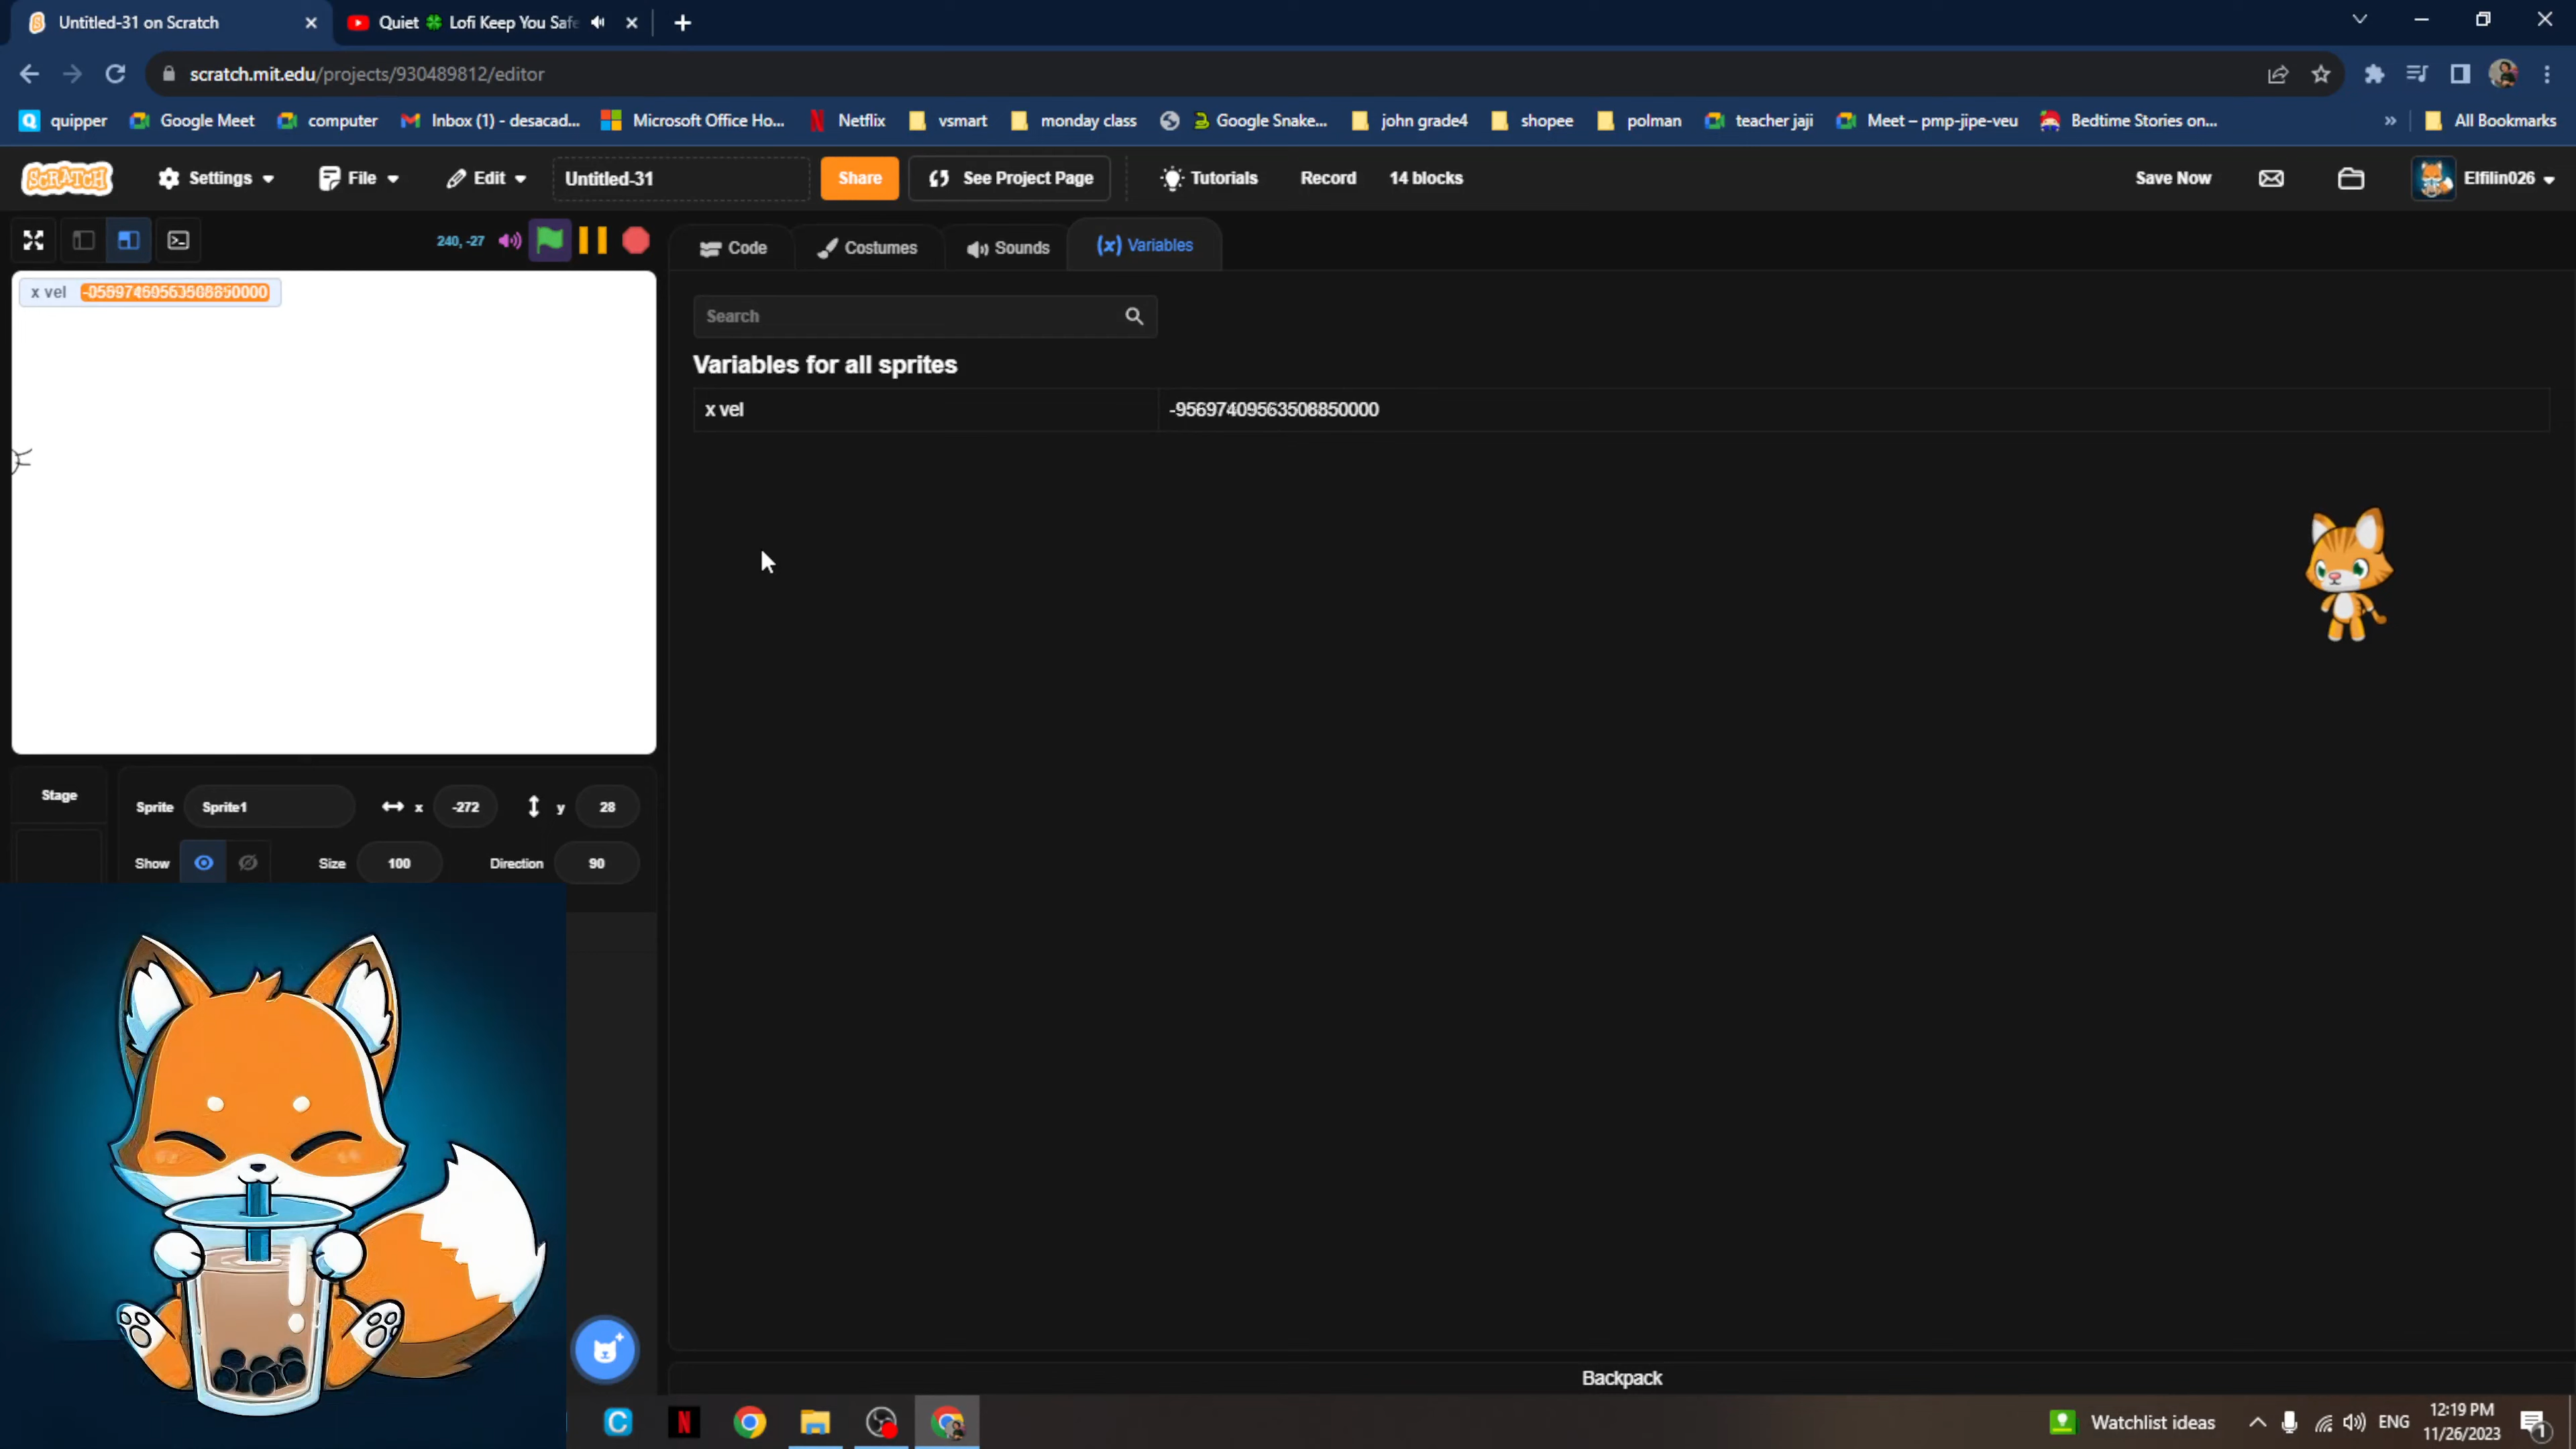 Untitled-31 on Scratch
Quiet 🍀 Lofi Keep You Safe
scratch.mit.edu/projects/930489812/editor
quipper
Google Meet
computer
Inbox (1) - desacad...
Microsoft Office Ho...
Netflix
vsmart
monday class
Google Snake...
john grade4
shopee
polman
teacher jaji
Meet – pmp-jipe-veu
Bedtime Stories on...
»
All Bookmarks
SCRATCH
Settings
File
Edit
Untitled-31
Share
See Project Page
Tutorials
Record
14 blocks
Save Now
Elfilin026
240, -27
Code
Costumes
Sounds
(x) Variables
x vel
Search
Variables for all sprites
x vel
-95697409563508850000
Stage
Sprite
Sprite1
x
-272
y
28
Show
Size
100
Direction
90
Backpack
C
N
Watchlist ideas
ENG
12:19 PM
11/26/2023
1